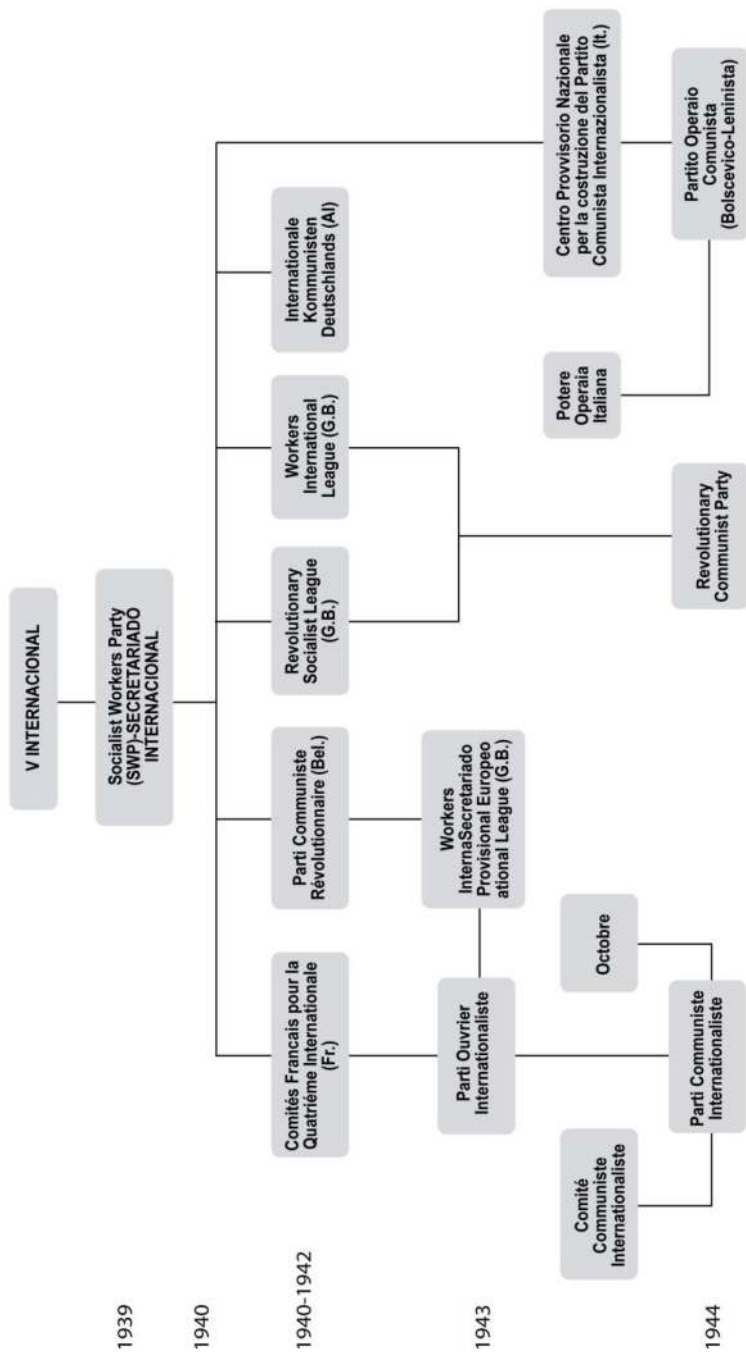 V INTERNACIONAL
1939
Socialist Workers Party
(SWP)-SECRETARIADO
INTERNACIONAL
1940
1940-1942
Comités Francais pour la
Quatriéme Internationale
(Fr.)
Parti Communiste
Révolutionnaire (Bel.)
Revolutionary
Socialist League
(G.B.)
Workers
International
League (G.B.)
Internationale
Kommunisten
Deutschlands (Al)
1943
Parti Ouvrier
Internationaliste
Workers
InternaSecretariado
Provisional Europeo
ational League (G.B.)
Comité
Communiste
Internationaliste
Octobre
Potere
Operaia
Italiana
Centro Provvisorio Nazionale
per la costruzione del Partito
Comunista Internazionalista (It.)
1944
Parti Communiste
Internationaliste
Revolutionary
Communist Party
Partito Operaio
Comunista
(Bolscevico-Leninista)